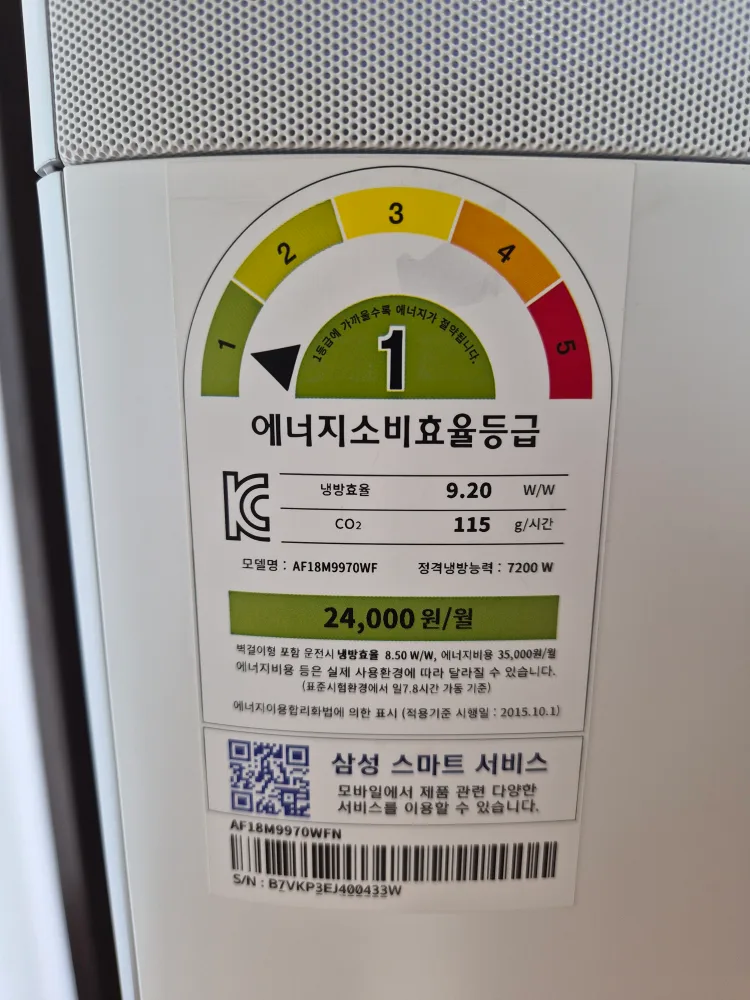 1 2 3 4 5
1등급에 가까울수록 에너지가 절약됩니다.
1
에너지소비효율등급
냉방효율 9.20 W/W
CO2 115 g/시간
모델명 : AF18M9970WF 정격냉방능력 : 7200 W
24,000 원/월
벽걸이형 포함 운전시 냉방효율 8.50 W/W, 에너지비용 35,000원/월
에너지비용 등은 실제 사용환경에 따라 달라질 수 있습니다.
(표준시험환경에서 일7.8시간 가동 기준)
에너지이용합리화법에 의한 표시 (적용기준 시행일 : 2015.10.1)
삼성 스마트 서비스
모바일에서 제품 관련 다양한
서비스를 이용할 수 있습니다.
AF18M9970WFN
S/N : B7VKP3EJ400433W